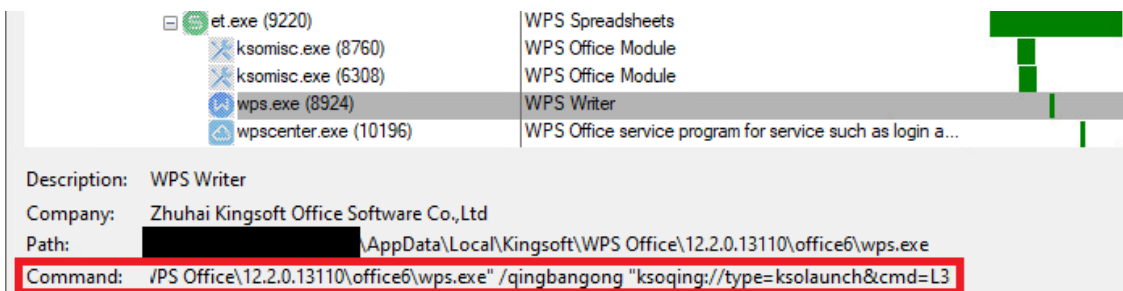 et.exe (9220) WPS Spreadsheets
ksomisc.exe (8760) WPS Office Module
ksomisc.exe (6308) WPS Office Module
wps.exe (8924) WPS Writer
wpscenter.exe (10196) WPS Office service program for service such as login a...
Description: WPS Writer
Company: Zhuhai Kingsoft Office Software Co.,Ltd
Path: \AppData\Local\Kingsoft\WPS Office\12.2.0.13110\office6\wps.exe
Command: WPS Office\12.2.0.13110\office6\wps.exe" /qingbangong "ksoqing://type=ksolaunch&cmd=L3